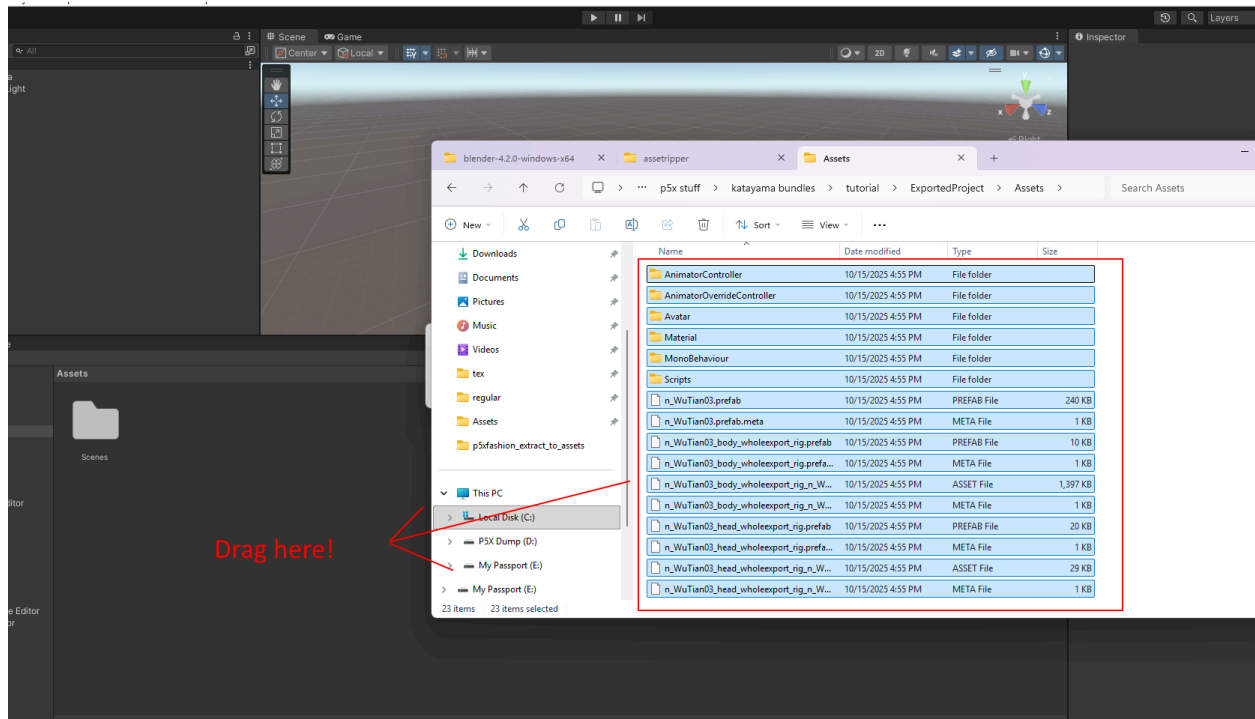 Layers
Scene
Game
Inspector
All
Center
Local
2D
a
ight
y
x
z
Right
blender-4.2.0-windows-x64
assetripper
Assets
p5x stuff > katayama bundles > tutorial > ExportedProject > Assets >
Search Assets
New
Sort
View
Name Date modified Type Size
Downloads
Documents
Pictures
Music
Videos
tex
regular
Assets
p5xfashion_extract_to_assets
This PC
Local Disk (C:)
P5X Dump (D:)
My Passport (E:)
My Passport (E:)
AnimatorController 10/15/2025 4:55 PM File folder
AnimatorOverrideController 10/15/2025 4:55 PM File folder
Avatar 10/15/2025 4:55 PM File folder
Material 10/15/2025 4:55 PM File folder
MonoBehaviour 10/15/2025 4:55 PM File folder
Scripts 10/15/2025 4:55 PM File folder
n_WuTian03.prefab 10/15/2025 4:55 PM PREFAB File 240 KB
n_WuTian03.prefab.meta 10/15/2025 4:55 PM META File 1 KB
n_WuTian03_body_wholeexport_rig.prefab 10/15/2025 4:55 PM PREFAB File 10 KB
n_WuTian03_body_wholeexport_rig.prefa... 10/15/2025 4:55 PM META File 1 KB
n_WuTian03_body_wholeexport_rig_n_W... 10/15/2025 4:55 PM ASSET File 1,397 KB
n_WuTian03_body_wholeexport_rig_n_W... 10/15/2025 4:55 PM META File 1 KB
n_WuTian03_head_wholeexport_rig.prefab 10/15/2025 4:55 PM PREFAB File 20 KB
n_WuTian03_head_wholeexport_rig.prefa... 10/15/2025 4:55 PM META File 1 KB
n_WuTian03_head_wholeexport_rig_n_W... 10/15/2025 4:55 PM ASSET File 29 KB
n_WuTian03_head_wholeexport_rig_n_W... 10/15/2025 4:55 PM META File 1 KB
23 items 23 items selected
Assets
Scenes
ditor
Drag here!
e Editor
or